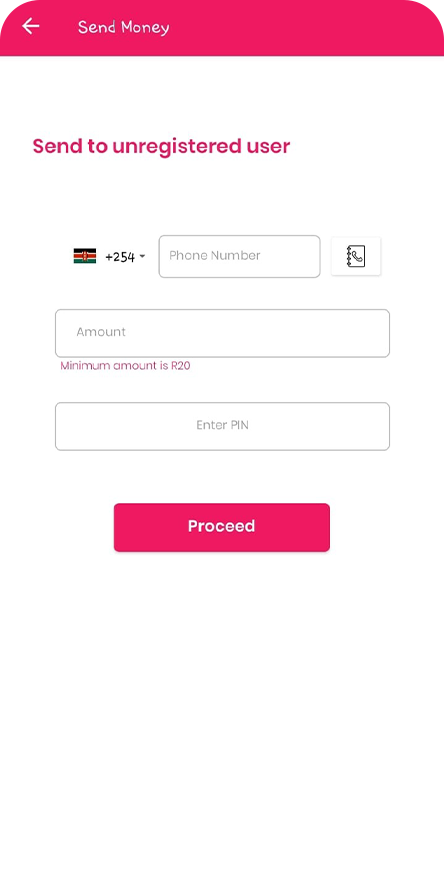 Send Money
Send to unregistered user
+254
Phone Number
Amount
Minimum amount is R20
Enter PIN
Proceed